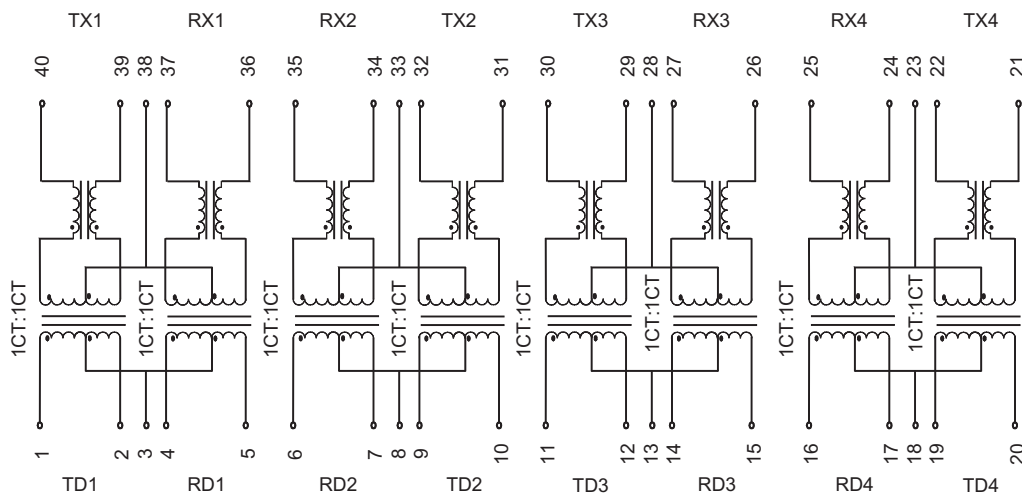 TX1 RX1 RX2 TX2 TX3 RX3 RX4 TX4
40 39 38 37 36 35 34 33 32 31 30 29 28 27 26 25 24 23 22 21
1CT:1CT 1CT:1CT 1CT:1CT 1CT:1CT 1CT:1CT 1CT:1CT 1CT:1CT 1CT:1CT
1 2 3 4 5 6 7 8 9 10 11 12 13 14 15 16 17 18 19 20
TD1 RD1 RD2 TD2 TD3 RD3 RD4 TD4